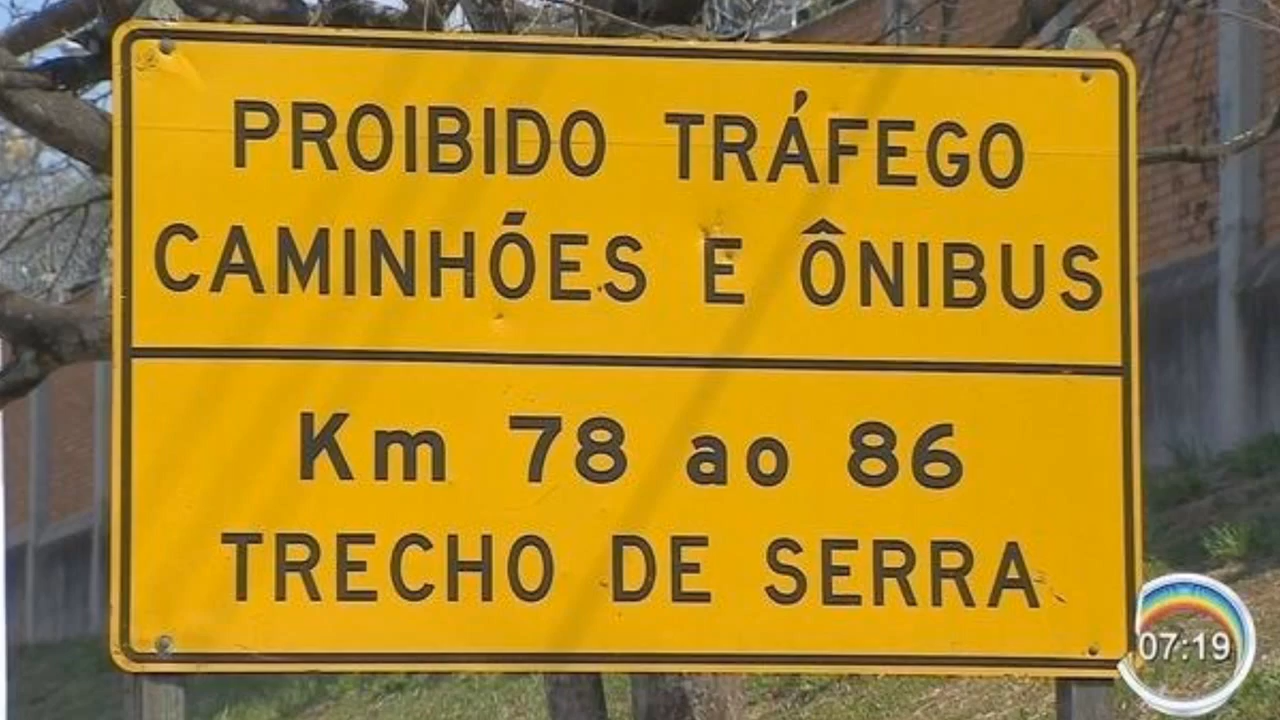 PROIBIDO TRÁFEGO
CAMINHÕES E ÔNIBUS
Km 78 ao 86
TRECHO DE SERRA
07:19